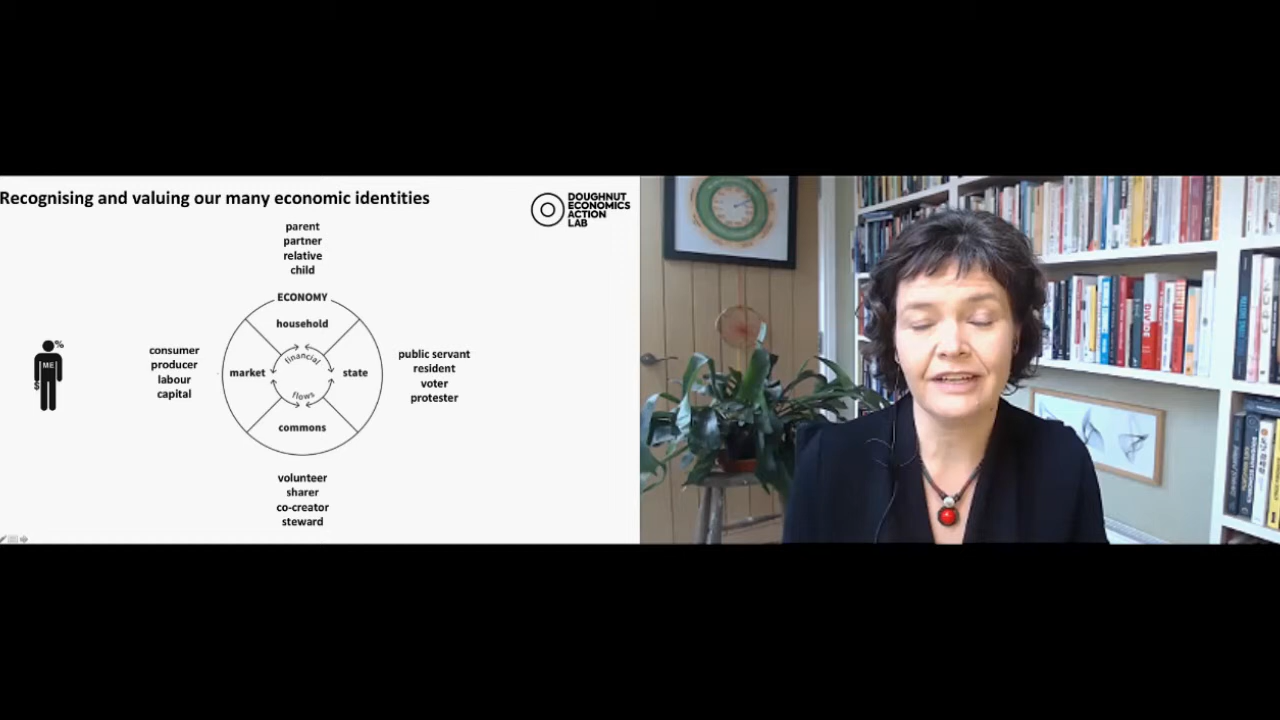 Recognising and valuing our many economic identities
DOUGHNUT
ECONOMICS
ACTION
LAB
parent
partner
relative
child
ECONOMY
household
financial
market
state
flows
commons
consumer
producer
labour
capital
public servant
resident
voter
protester
volunteer
sharer
co-creator
steward
%
ME
$